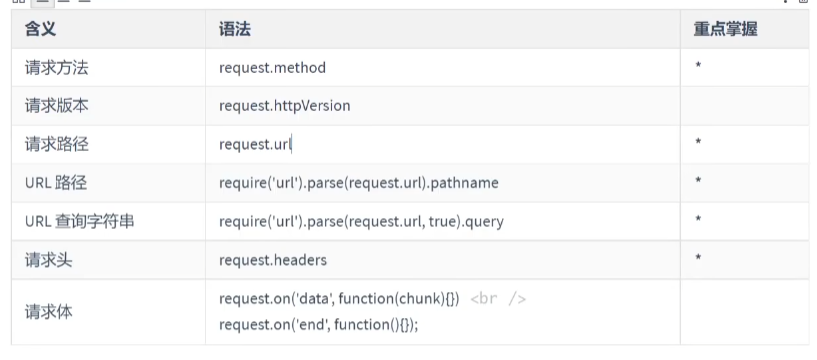 含义 语法 重点掌握
请求方法 request.method *
请求版本 request.httpVersion
请求路径 request.url *
URL 路径 require('url').parse(request.url).pathname *
URL 查询字符串 require('url').parse(request.url, true).query *
请求头 request.headers *
请求体 request.on('data', function(chunk){}) <br />
request.on('end', function(){});